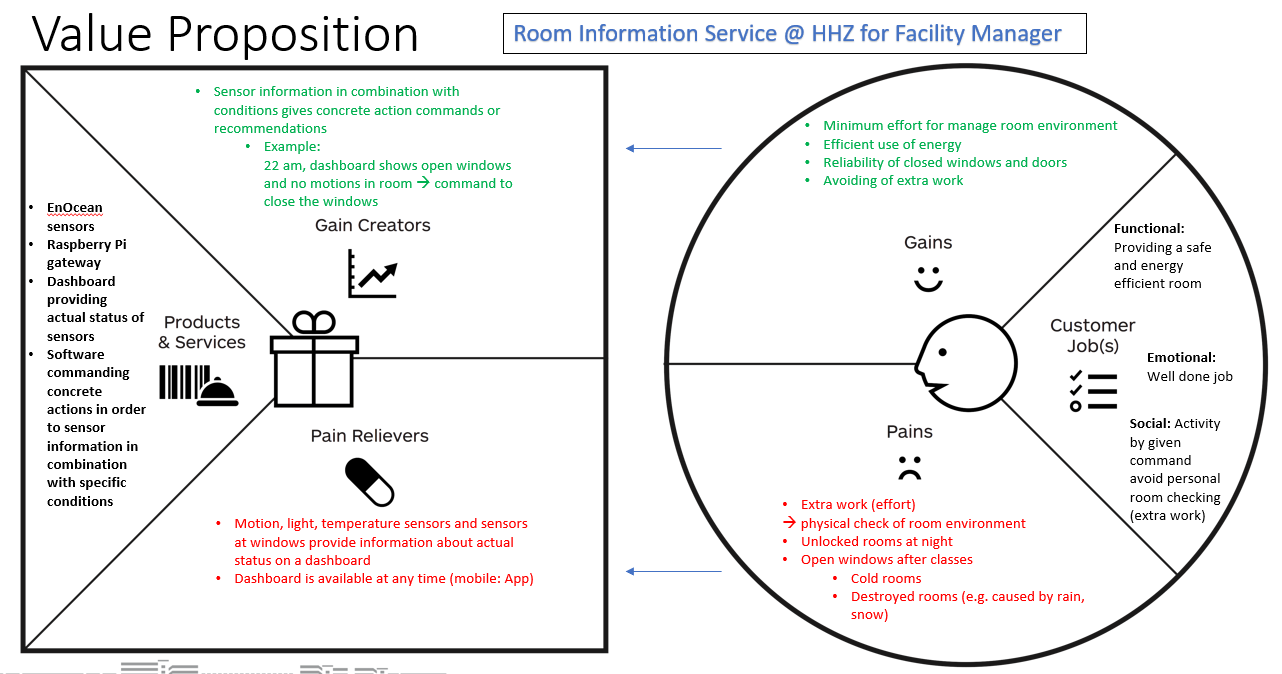 Value Proposition
Room Information Service @ HHZ for Facility Manager
• Sensor information in combination with
conditions gives concrete action commands or
recommendations
• Example:
22 am, dashboard shows open windows
and no motions in room → command to
close the windows
Gain Creators
• EnOcean
sensors
• Raspberry Pi
gateway
• Dashboard
providing
actual status of
sensors
• Software
commanding
concrete
actions in order
to sensor
information in
combination
with specific
conditions
Products
& Services
Pain Relievers
• Motion, light, temperature sensors and sensors
at windows provide information about actual
status on a dashboard
• Dashboard is available at any time (mobile: App)
• Minimum effort for manage room environment
• Efficient use of energy
• Reliability of closed windows and doors
• Avoiding of extra work
Gains
Functional:
Providing a safe
and energy
efficient room
Customer
Job(s)
Emotional:
Well done job
Social: Activity
by given
command
avoid personal
room checking
(extra work)
Pains
• Extra work (effort)
→ physical check of room environment
• Unlocked rooms at night
• Open windows after classes
• Cold rooms
• Destroyed rooms (e.g. caused by rain,
snow)